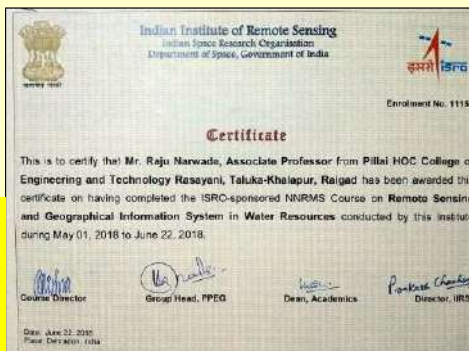 Indian Institute of Remote Sensing
Indian Space Research Organisation
Department of Space, Government of India
इसरो isro
Enrolment No. 1115
Certificate
This is to certify that Mr. Raju Narwade, Associate Professor from Pillai HOC College o
Engineering and Technology Rasayani, Taluka-Khalapur, Raigad has been awarded this
certificate on having completed the ISRO-sponsored NNRMS Course on Remote Sensing
and Geographical Information System in Water Resources conducted by this Institute
during May 01, 2018 to June 22, 2018.
Course Director
Group Head, PPEG
Dean, Academics
Prakash Chauhan
Director, IIRS
Date: June 22, 2018
Place: Dehradun, India